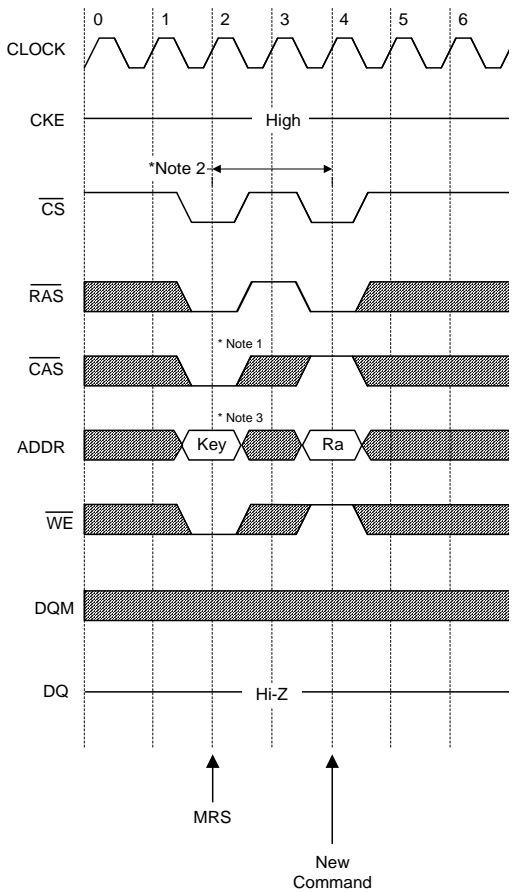 0 1 2 3 4 5 6
CLOCK
CKE
High
*Note 2
CS
RAS
* Note 1
CAS
* Note 3
ADDR
Key
Ra
WE
DQM
DQ
Hi-Z
MRS
New
Command